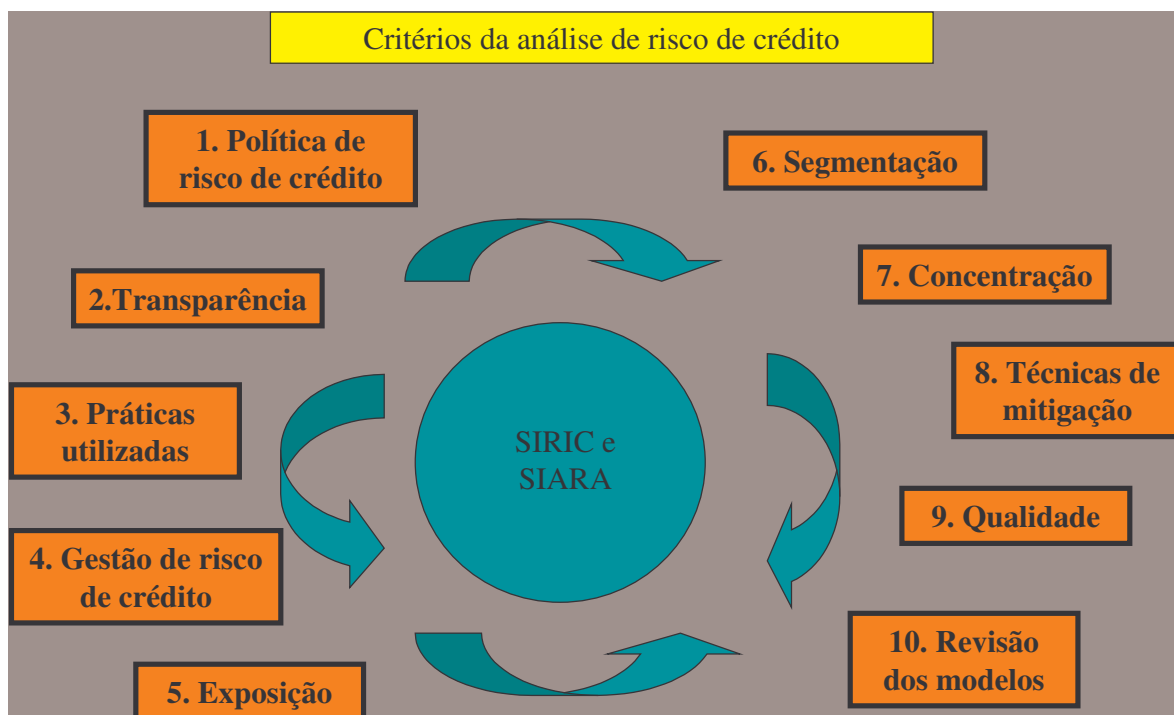 Critérios da análise de risco de crédito
1. Política de
risco de crédito
2.Transparência
3. Práticas
utilizadas
4. Gestão de risco
de crédito
5. Exposição
SIRIC e
SIARA
6. Segmentação
7. Concentração
8. Técnicas de
mitigação
9. Qualidade
10. Revisão
dos modelos